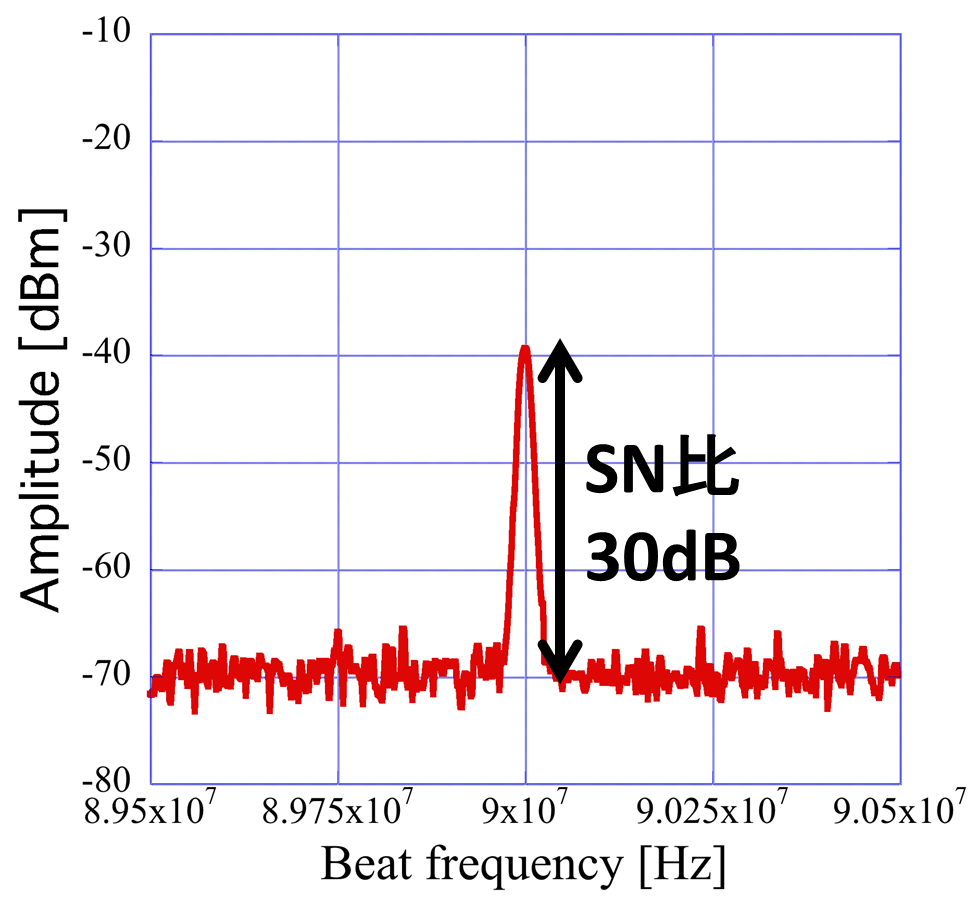 -10
-20
-30
-40
-50
-60
-70
-80
Amplitude [dBm]
SN比
30dB
8.95x10⁷ 8.975x10⁷ 9x10⁷ 9.025x10⁷ 9.05x10⁷
Beat frequency [Hz]